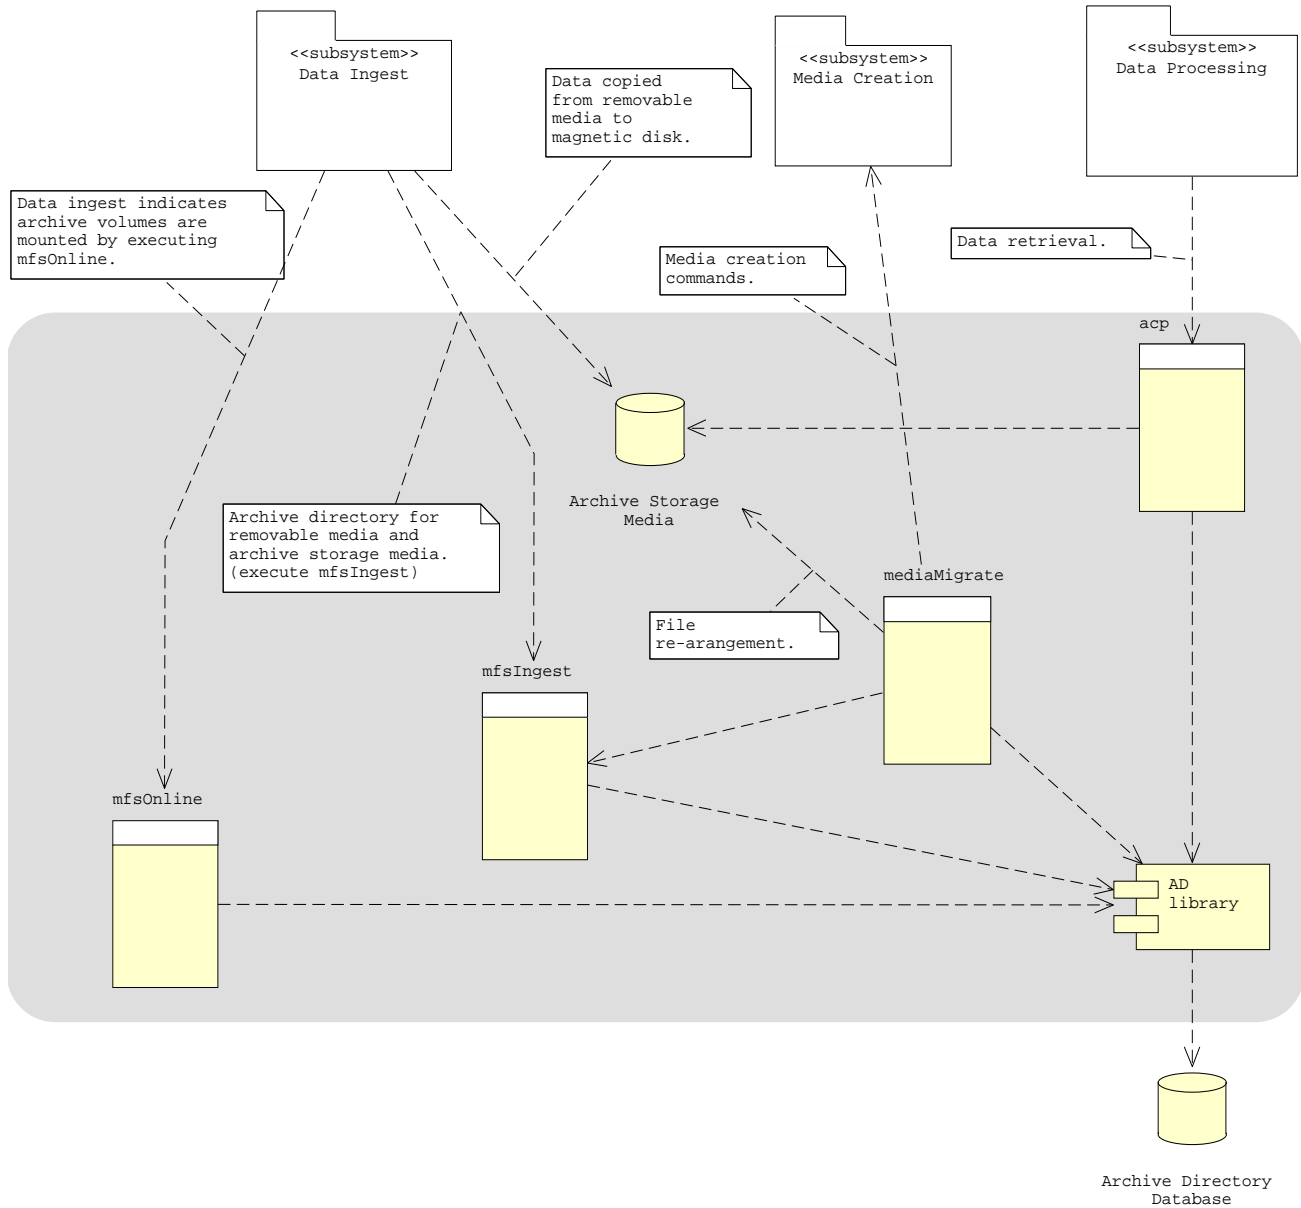 <<subsystem>>
Data Ingest
<<subsystem>>
Media Creation
<<subsystem>>
Data Processing
Data copied
from removable
media to
magnetic disk.
Data ingest indicates
archive volumes are
mounted by executing
mfsOnline.
Media creation
commands.
Data retrieval.
acp
Archive Storage
Media
Archive directory for
removable media and
archive storage media.
(execute mfsIngest)
mediaMigrate
File
re-arangement.
mfsIngest
mfsOnline
AD
library
Archive Directory
Database